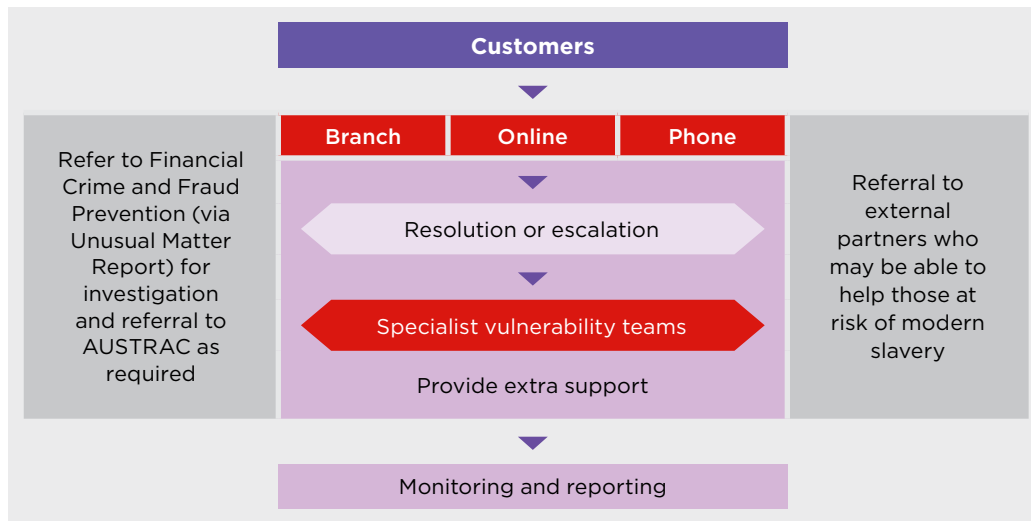 Customers
Branch
Online
Phone
Refer to Financial
Crime and Fraud
Prevention (via
Unusual Matter
Report) for
investigation
and referral to
AUSTRAC as
required
Resolution or escalation
Specialist vulnerability teams
Provide extra support
Referral to
external
partners who
may be able to
help those at
risk of modern
slavery
Monitoring and reporting